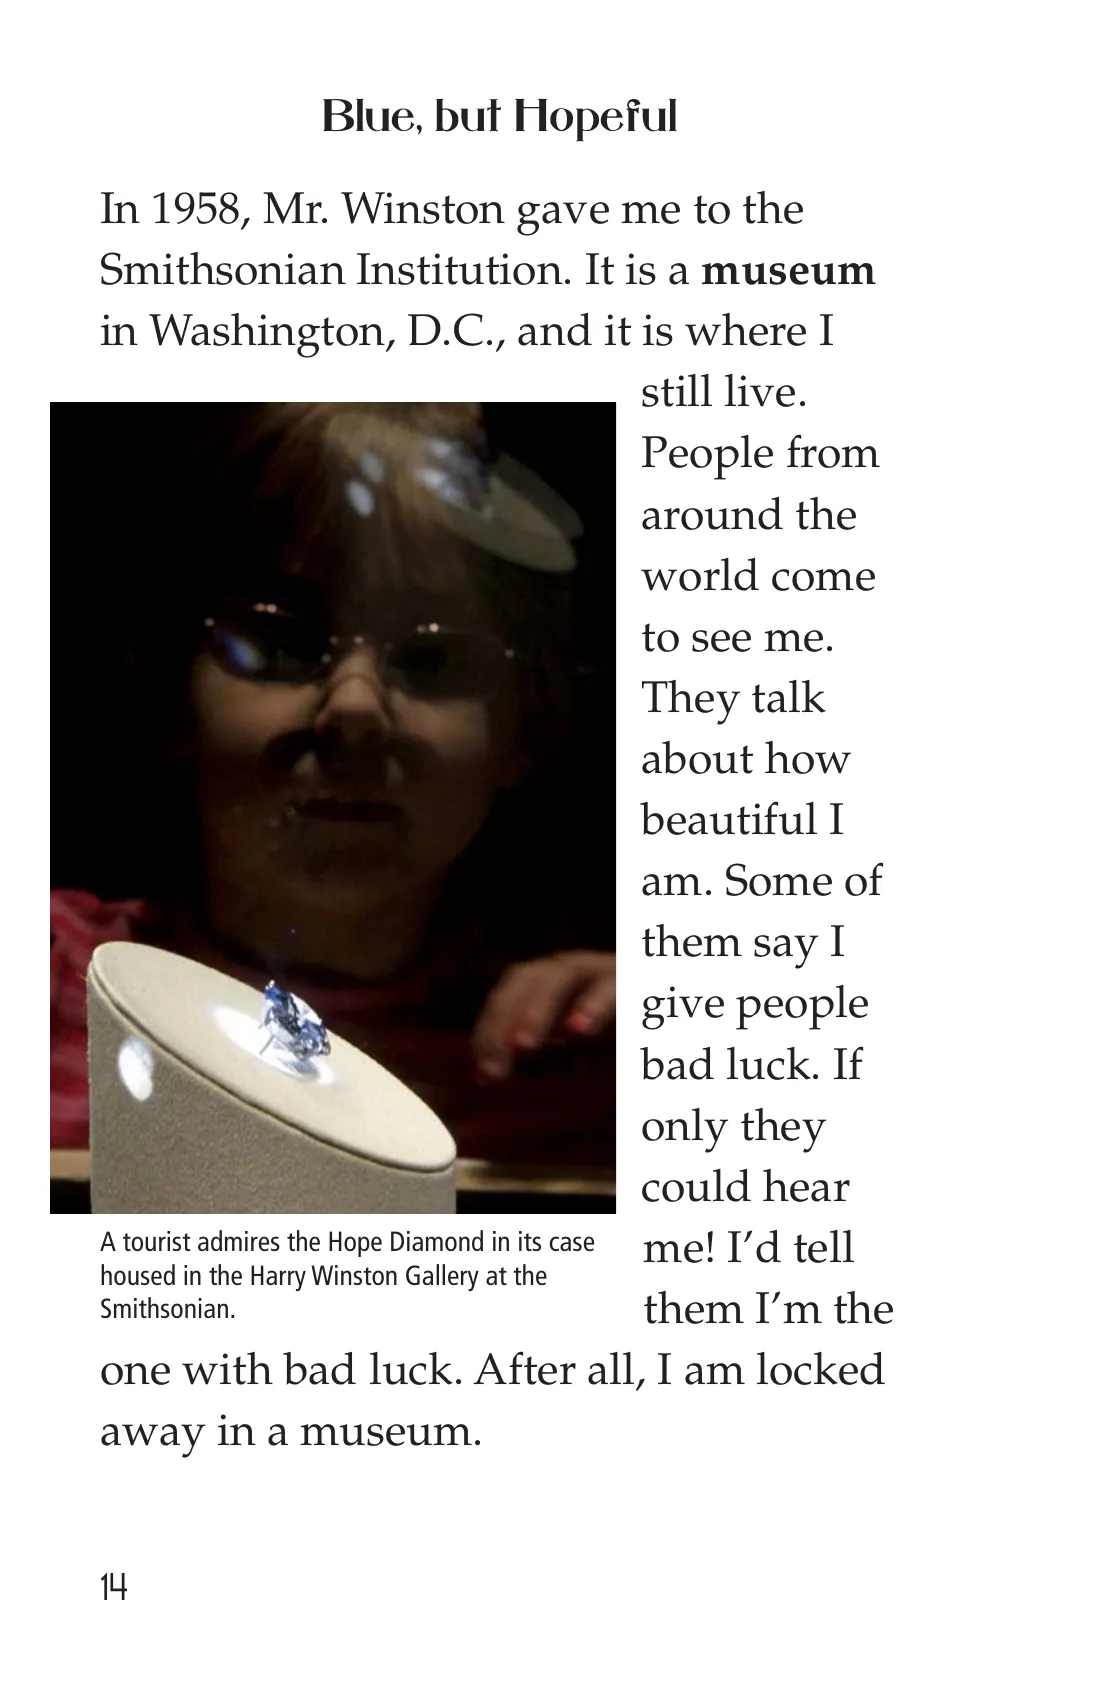 Blue, but Hopeful
In 1958, Mr. Winston gave me to the
Smithsonian Institution. It is a museum
in Washington, D.C., and it is where I
still live.
People from
around the
world come
to see me.
They talk
about how
beautiful I
am. Some of
them say I
give people
bad luck. If
only they
could hear
me! I’d tell
them I’m the
one with bad luck. After all, I am locked
away in a museum.
A tourist admires the Hope Diamond in its case
housed in the Harry Winston Gallery at the
Smithsonian.
14